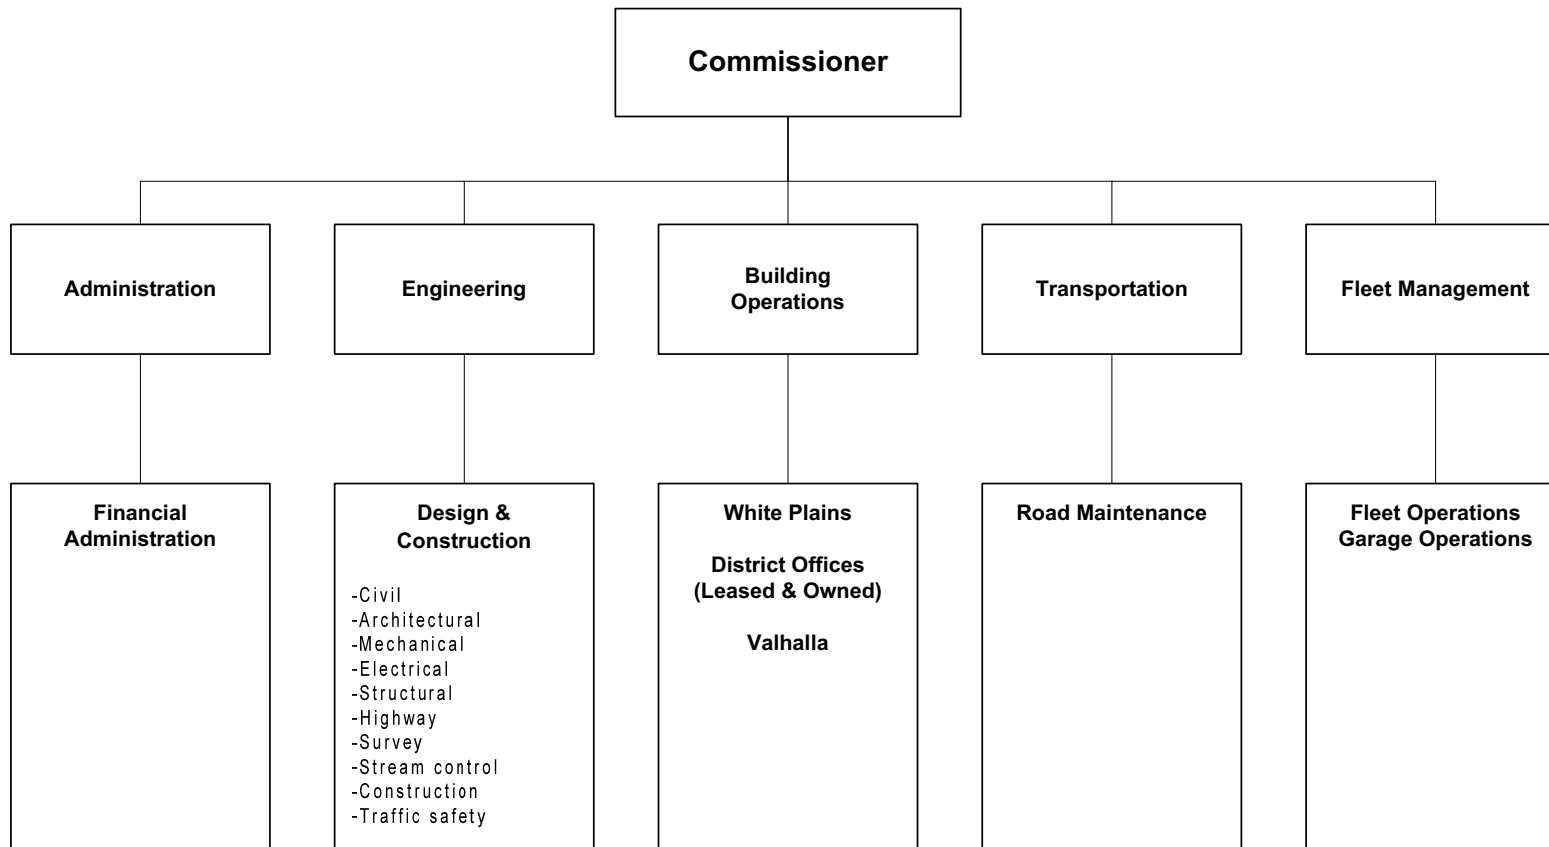 Commissioner
Administration
Engineering
Building
Operations
Transportation
Fleet Management
Financial
Administration
Design &
Construction
-Civil
-Architectural
-Mechanical
-Electrical
-Structural
-Highway
-Survey
-Stream control
-Construction
-Traffic safety
White Plains
District Offices
(Leased & Owned)
Valhalla
Road Maintenance
Fleet Operations
Garage Operations